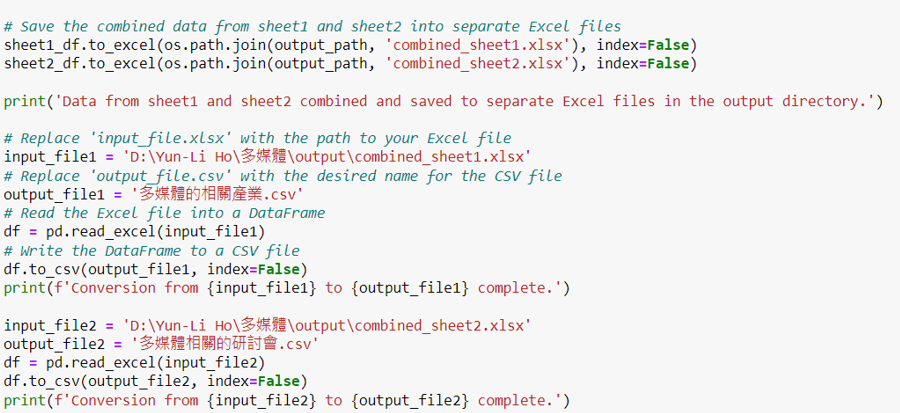 # Save the combined data from sheet1 and sheet2 into separate Excel files
sheet1_df.to_excel(os.path.join(output_path, 'combined_sheet1.xlsx'), index=False)
sheet2_df.to_excel(os.path.join(output_path, 'combined_sheet2.xlsx'), index=False)
print('Data from sheet1 and sheet2 combined and saved to separate Excel files in the output directory.')
# Replace 'input_file.xlsx' with the path to your Excel file
input_file1 = 'D:\Yun-Li Ho\多媒體\output\combined_sheet1.xlsx'
# Replace 'output_file.csv' with the desired name for the CSV file
output_file1 = '多媒體的相關產業.csv'
# Read the Excel file into a DataFrame
df = pd.read_excel(input_file1)
# Write the DataFrame to a CSV file
df.to_csv(output_file1, index=False)
print(f'Conversion from {input_file1} to {output_file1} complete.')
input_file2 = 'D:\Yun-Li Ho\多媒體\output\combined_sheet2.xlsx'
output_file2 = '多媒體相關的研討會.csv'
df = pd.read_excel(input_file2)
df.to_csv(output_file2, index=False)
print(f'Conversion from {input_file2} to {output_file2} complete.')